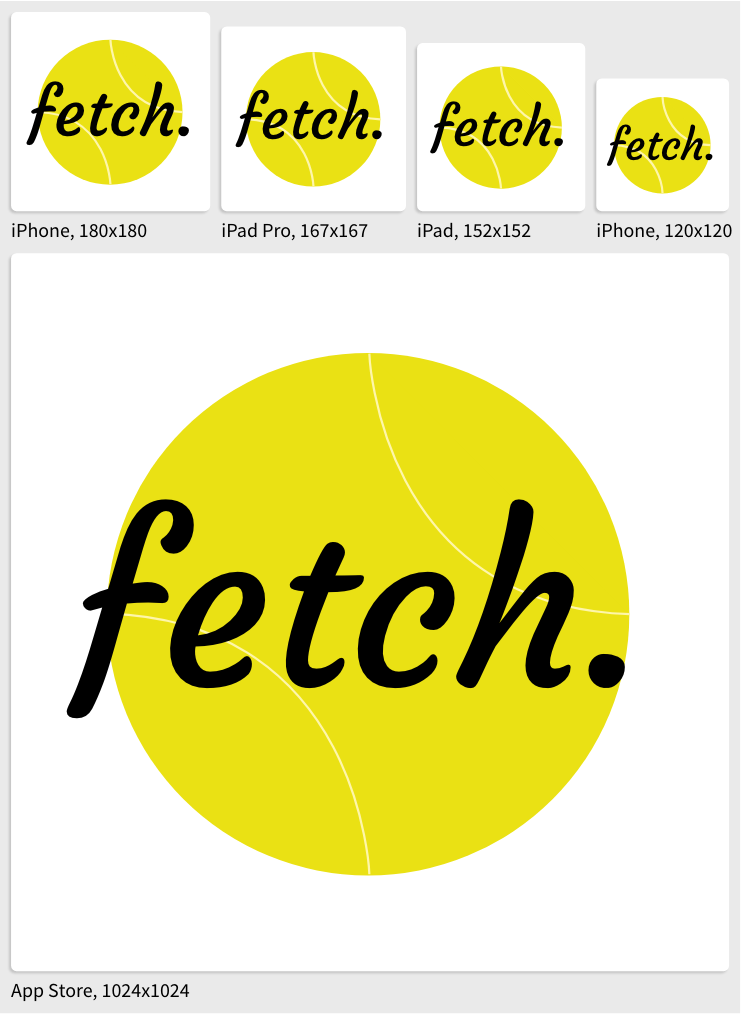 fetch.
fetch.
fetch.
fetch.
iPhone, 180x180
iPad Pro, 167x167
iPad, 152x152
iPhone, 120x120
fetch.
App Store, 1024x1024